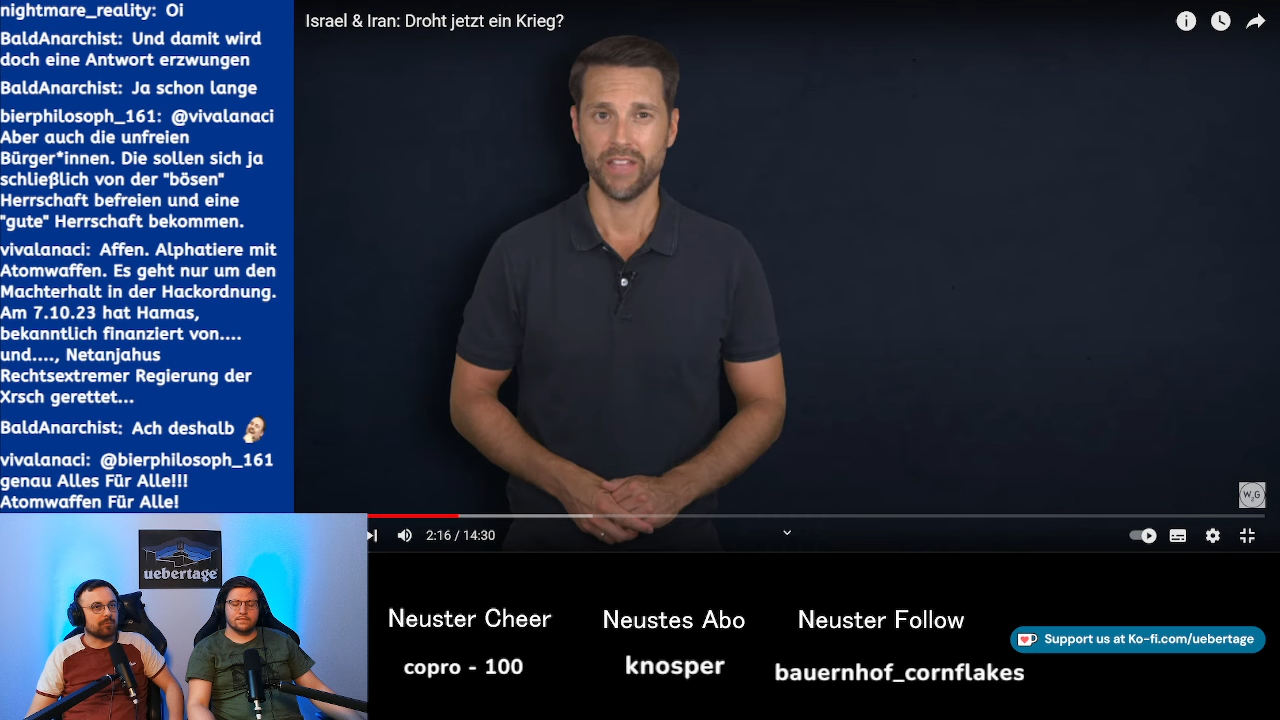 nightmare_reality: Oi
BaldAnarchist: Und damit wird
doch eine Antwort erzwungen
BaldAnarchist: Ja schon lange
bierphilosoph_161: @vivalanaci
Aber auch die unfreien
Bürger*innen. Die sollen sich ja
schließlich von der "bösen"
Herrschaft befreien und eine
"gute" Herrschaft bekommen.
vivalanaci: Affen. Alphatiere mit
Atomwaffen. Es geht nur um den
Machterhalt in der Hackordnung.
Am 7.10.23 hat Hamas,
bekanntlich finanziert von....
und...., Netanjahus
Rechtsextremer Regierung der
Xrsch gerettet...
BaldAnarchist: Ach deshalb
vivalanaci: @bierphilosoph_161
genau Alles Für Alle!!!
Atomwaffen Für Alle!
Israel & Iran: Droht jetzt ein Krieg?
W2G
2:16 / 14:30
uebertage
Neuster Cheer
copro - 100
Neustes Abo
knosper
Neuster Follow
bauernhof_cornflakes
Support us at Ko-fi.com/uebertage